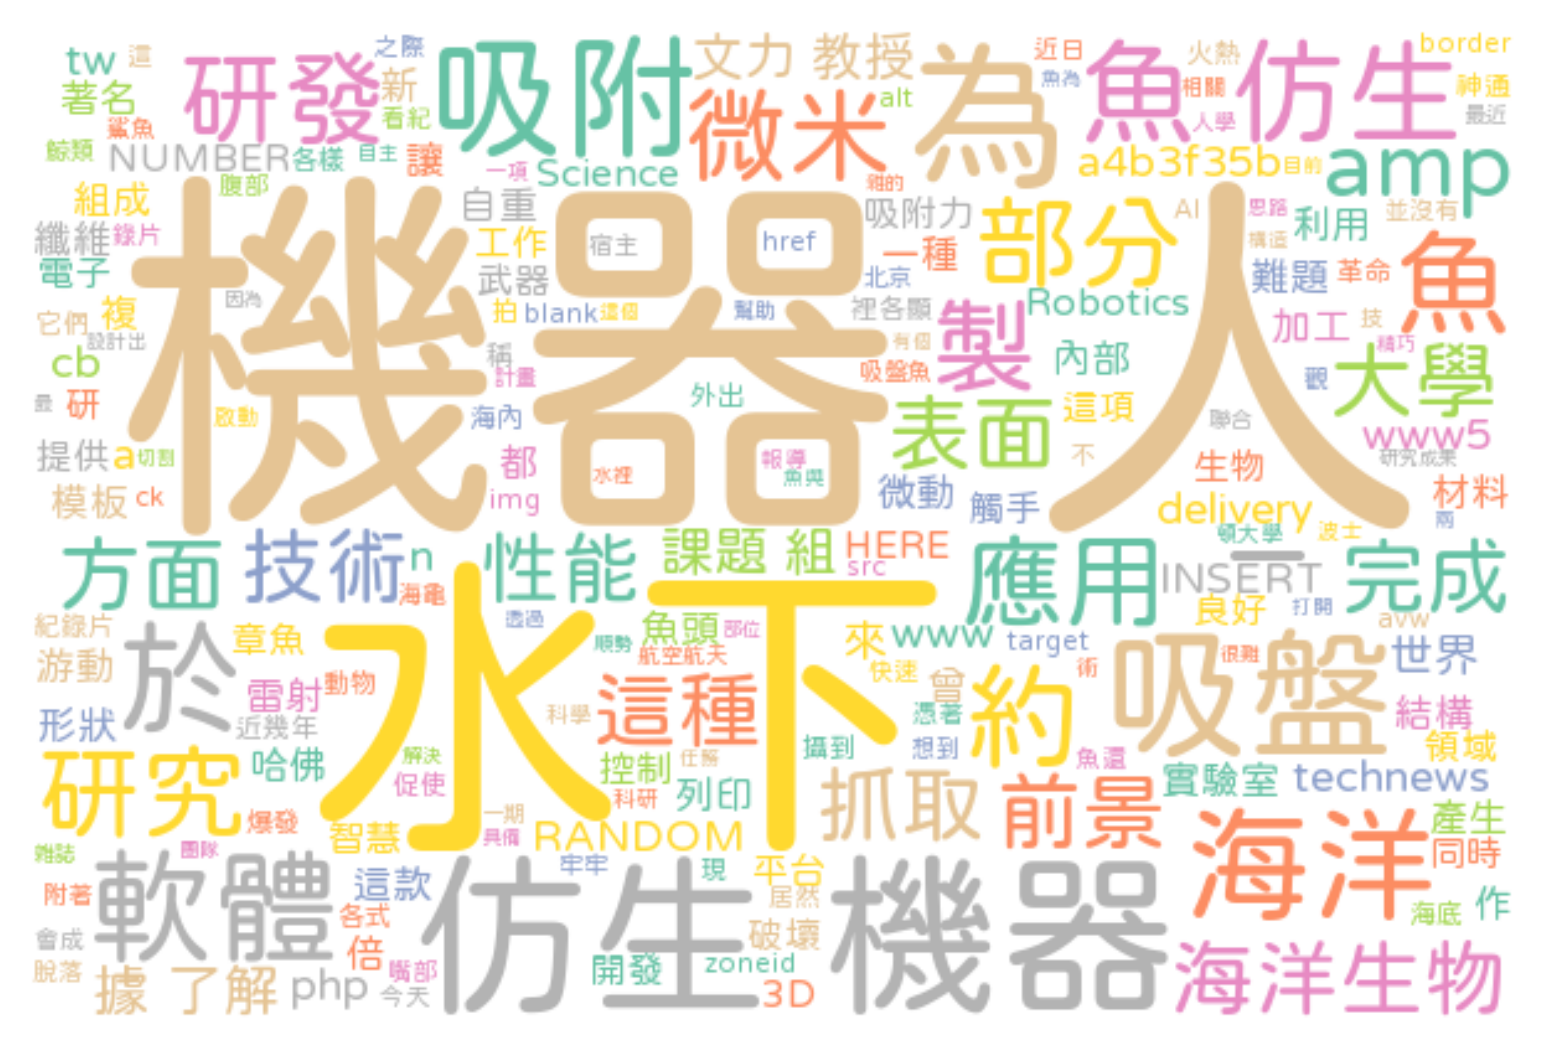 tw 這 研發 之際 吸附 文力 教授 為 近日 魚仿生 火熱 border
著名 新 微米 alt 魚為 相關 神通
鯊魚 看紀 人學 最近
鯨類 NUMBER 各樣 自主 讓 一項 Science a4b3f35b 目前 amp
組成 腹部 自重 雜的 吸附力 部分 AI 思路 利用 並沒有
纖維 錄片 機器人 工作 宿主 href 一種 構造 魚
電子 武器 北京 難題 革命
它們 複 因為 拍 blank 這個 幫助 裡各顯 製 Robotics 加工 技
設計出 稱 有個 內部 精巧
cb 計畫 吸盤魚 觀 大學
最 研 啟動 海內 外出 表面 這項 聯合 www5
提供 a 切割 都 水裡 報導 魚與 不 生物 研究成果
模板 ck img 微動 觸手 delivery 材料
兩
方面 技術 n 性能 課題 組 HERE 應用 頓大學 波士 完成
海龜 src INSERT_
紀錄片 章魚 水下 透過 魚頭 部位 來 www target 良好 打開 avw
游動 於 順勢 航空航天 快速 術 吸盤 很難 世界
雷射 動物 這種 曾 約
形狀 近幾年 科學 憑著 結構
研究 哈佛 解決 攝到 想到 領域
促使 控制 任務 魚還 實驗室 technews
爆發 一期 科研 列印 抓取 前景 產生
雜誌 團隊 智慧 具備 RANDOM 海洋 同時
軟體 這款 仿生機器 牢牢 現 平台
附著 各式 居然 海底 作
會成 倍 破壞
脫落 據 了解 php 嘴部 今天 開發 zoneid 3D 海洋生物